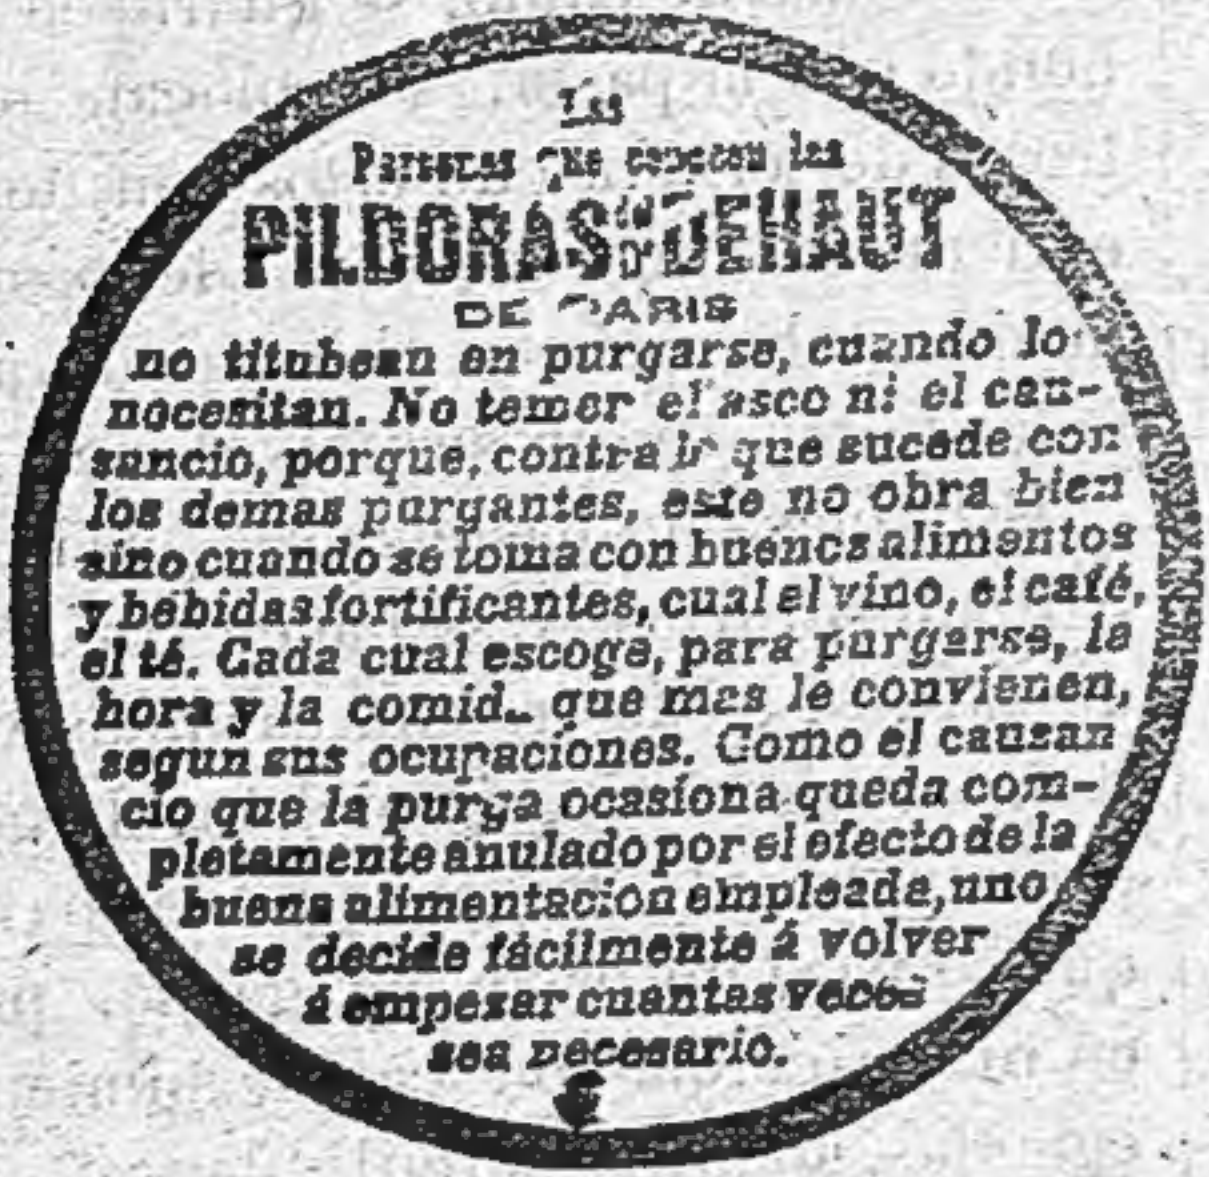 Las
Personas que conocen las
PILDORAS DEHAUT
DE PARIS
no titubean en purgarse, cuando lo
necesitan. No temen el asco ni el can-
sancio, porque, contra lo que sucede con
los demas purgantes, este no obra bien
sino cuando se toma con buenos alimentos
y bebidas fortificantes, cual el vino, el café,
el té. Cada cual escoge, para purgarse, la
hora y la comida que mas le convienen,
segun sus ocupaciones. Como el causan
cio que la purga ocasiona queda com-
pletamente anulado por el efecto de la
buena alimentacion empleada, uno
se decide fácilmente á volver
á empezar cuantas veces
sea necesario.